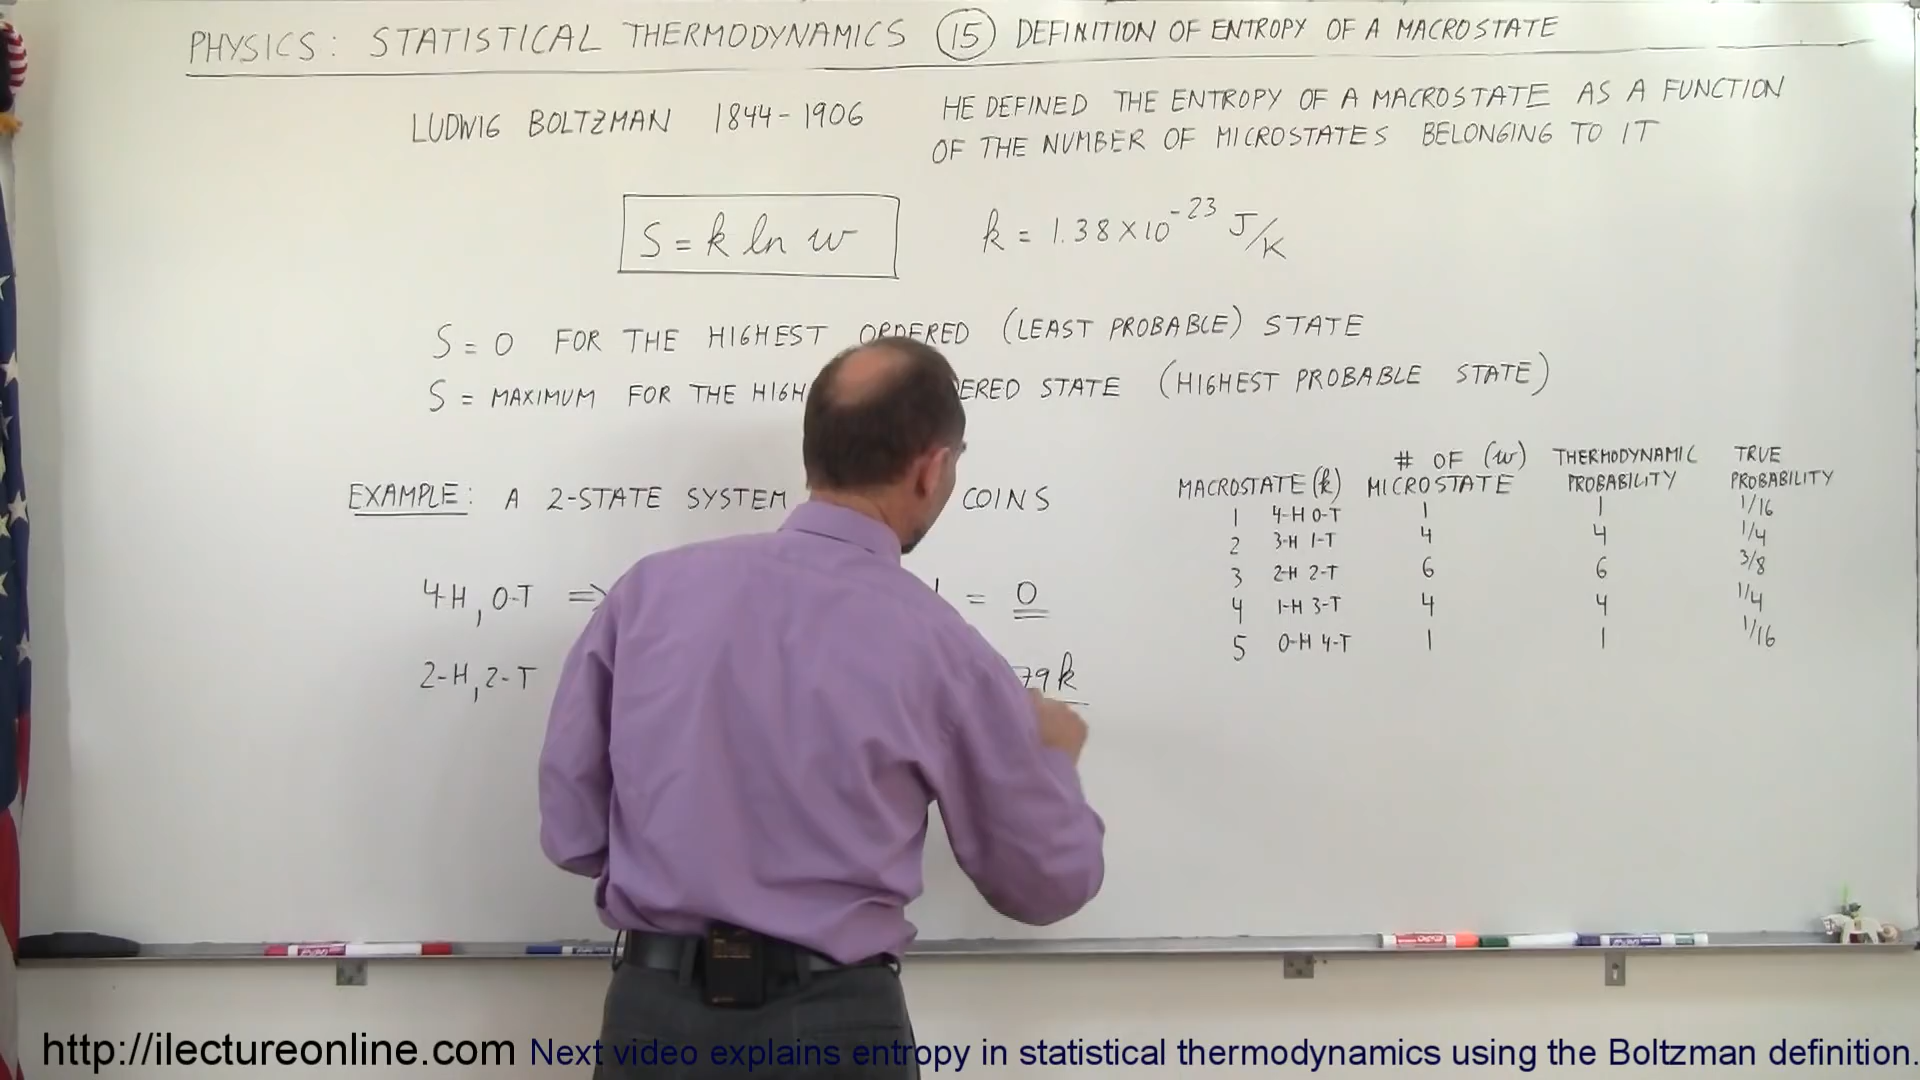 PHYSICS: STATISTICAL THERMODYNAMICS 15 DEFINITION OF ENTROPY OF A MACROSTATE
LUDWIG BOLTZMAN 1844-1906
HE DEFINED THE ENTROPY OF A MACROSTATE AS A FUNCTION
OF THE NUMBER OF MICROSTATES BELONGING TO IT
S = k ln w
k = 1.38 × 10⁻²³ J/K
S = 0 FOR THE HIGHEST ORDERED (LEAST PROBABLE) STATE
S = MAXIMUM FOR THE STATE (HIGHEST PROBABLE STATE)
EXAMPLE: A 2-STATE SYSTEM COINS
4-H, 0-T ⇒ = 0
2-H, 2-T 79k
MACROSTATE (k) # OF (w) MICROSTATE THERMODYNAMIC PROBABILITY TRUE PROBABILITY
1 4-H 0-T 1 1 1/16
2 3-H 1-T 4 4 1/4
3 2-H 2-T 6 6 3/8
4 1-H 3-T 4 4 1/4
5 0-H 4-T 1 1 1/16
http://ilectureonline.com Next video explains entropy in statistical thermodynamics using the Boltzman definition.